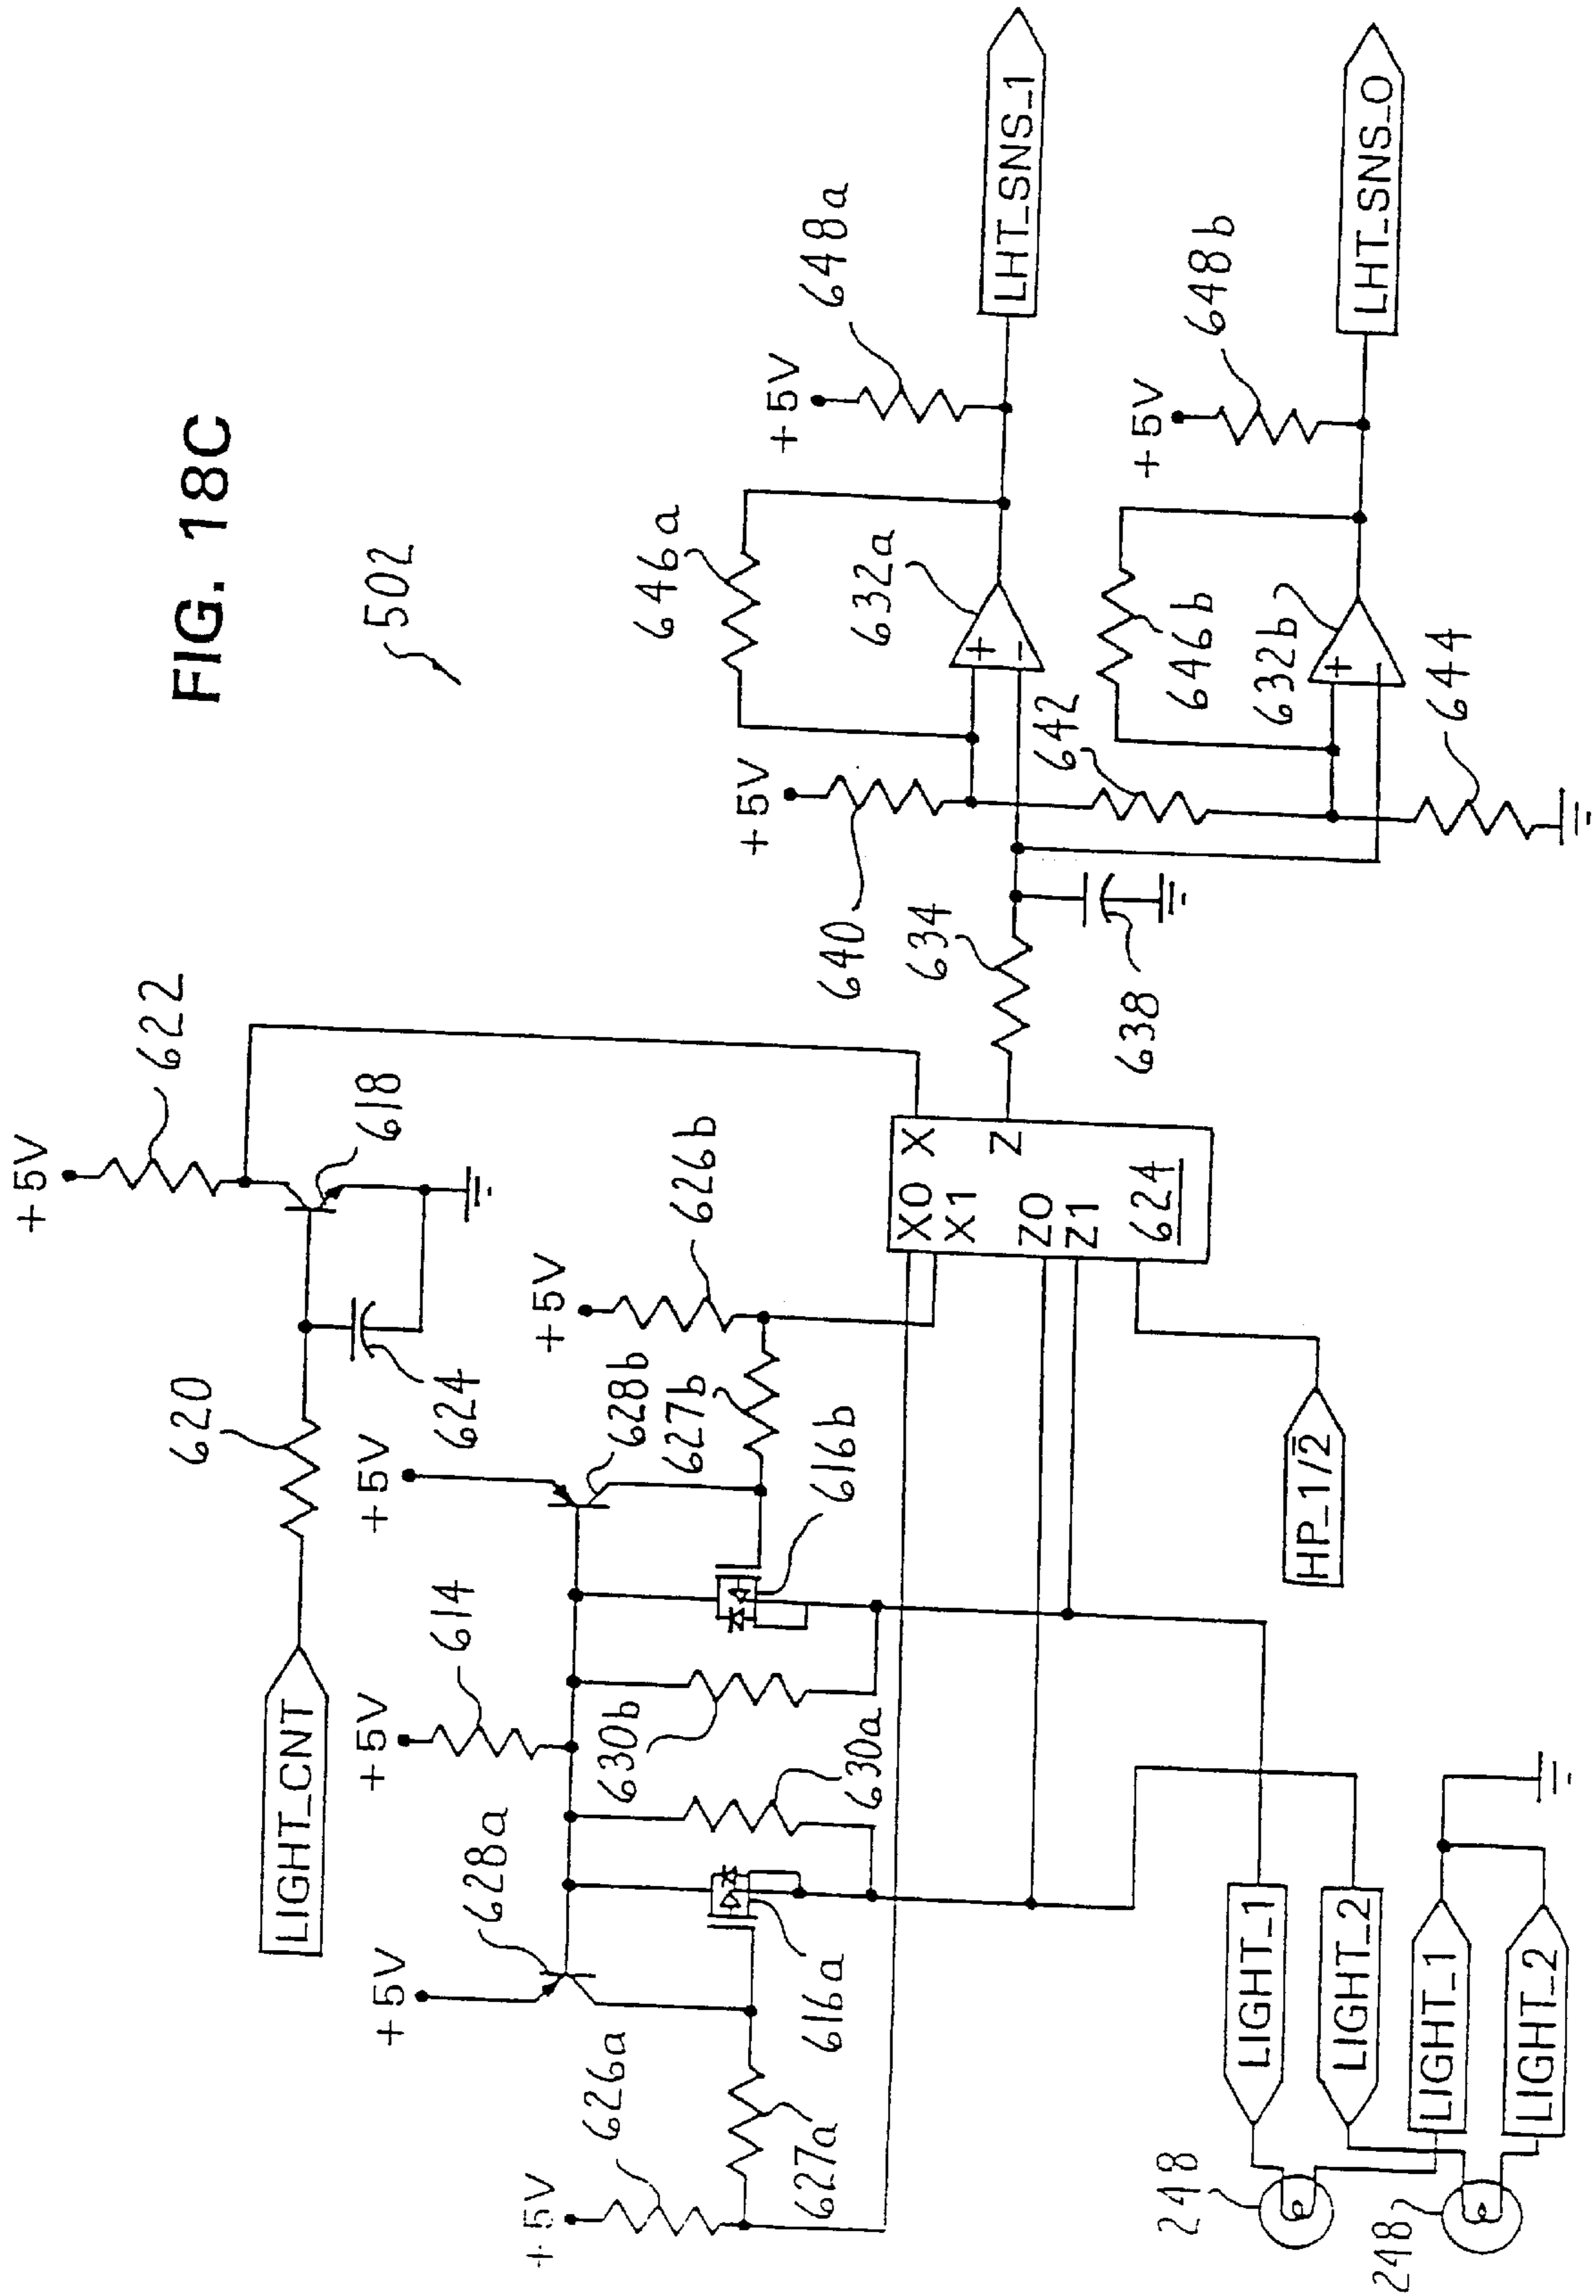 FIG. 18C
502
+5V
622
618
620
624
LIGHT_CNT
+5V
614
+5V
628b
627b
+5V
626b
616b
630b
630a
+5V
628a
616a
626a
+5V
627a
X0 X
X1
Z0 Z
Z1
624
HP_1/2̅
634
638
+5V
640
642
644
646a
632a
646b
632b
+5V
648a
+5V
648b
LHT_SNS_1
LHT_SNS_0
LIGHT_1
LIGHT_2
LIGHT_1
LIGHT_2
248
248